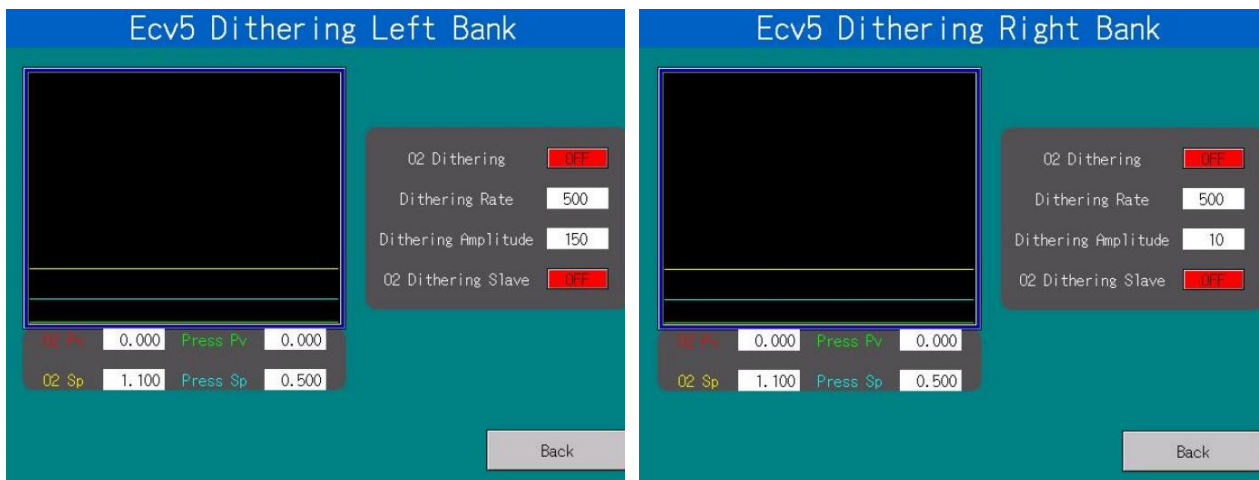 Ecv5 Dithering Left Bank
O2 Dithering OFF
Dithering Rate 500
Dithering Amplitude 150
O2 Dithering Slave OFF
O2 Pv 0.000 Press Pv 0.000
O2 Sp 1.100 Press Sp 0.500
Back
Ecv5 Dithering Right Bank
O2 Dithering OFF
Dithering Rate 500
Dithering Amplitude 10
O2 Dithering Slave OFF
O2 Pv 0.000 Press Pv 0.000
O2 Sp 1.100 Press Sp 0.500
Back